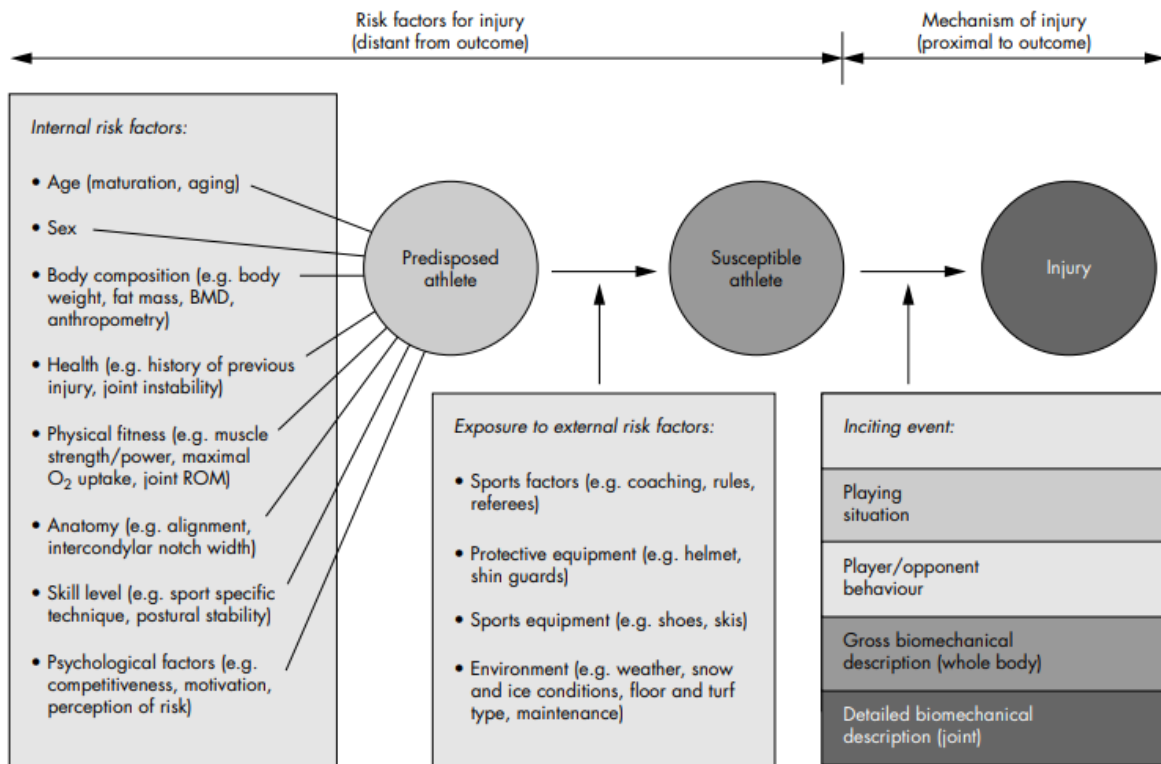 Risk factors for injury
(distant from outcome)
Mechanism of injury
(proximal to outcome)
Internal risk factors:
• Age (maturation, aging)
• Sex
• Body composition (e.g. body
weight, fat mass, BMD,
anthropometry)
• Health (e.g. history of previous
injury, joint instability)
• Physical fitness (e.g. muscle
strength/power, maximal
O₂ uptake, joint ROM)
• Anatomy (e.g. alignment,
intercondylar notch width)
• Skill level (e.g. sport specific
technique, postural stability)
• Psychological factors (e.g.
competitiveness, motivation,
perception of risk)
Predisposed
athlete
Susceptible
athlete
Injury
Exposure to external risk factors:
• Sports factors (e.g. coaching, rules,
referees)
• Protective equipment (e.g. helmet,
shin guards)
• Sports equipment (e.g. shoes, skis)
• Environment (e.g. weather, snow
and ice conditions, floor and turf
type, maintenance)
Inciting event:
Playing
situation
Player/opponent
behaviour
Gross biomechanical
description (whole body)
Detailed biomechanical
description (joint)